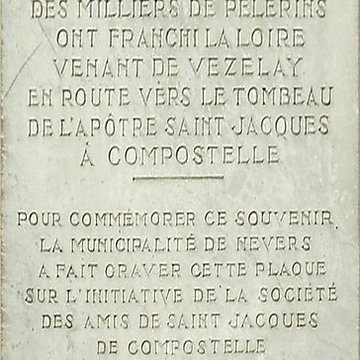 DES MILLIERS DE PELERINS
ONT FRANCHI LA LOIRE
VENANT DE VEZELAY
EN ROUTE VERS LE TOMBEAU
DE L'APÔTRE SAINT JACQUES
À COMPOSTELLE
POUR COMMÉMORER CE SOUVENIR
LA MUNICIPALITÉ DE NEVERS
A FAIT GRAVER CETTE PLAQUE
SUR L'INITIATIVE DE LA SOCIÉTÉ
DES AMIS DE SAINT JACQUES
DE COMPOSTELLE